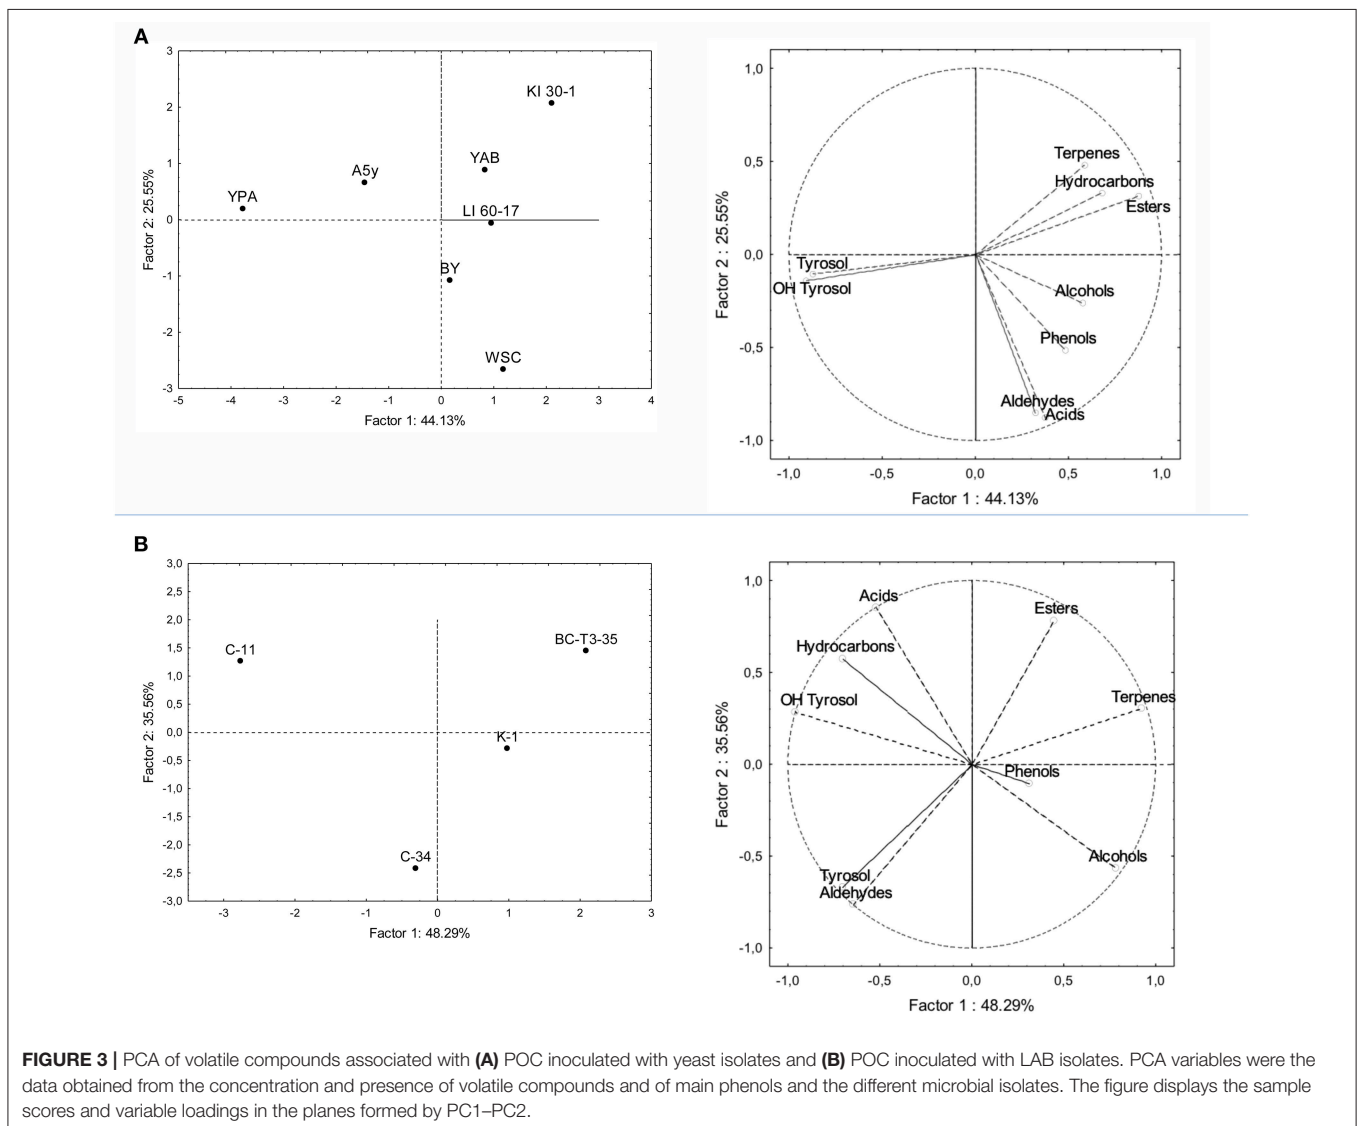 A
3
2
1
0
-1
-2
-3
Factor 2: 25.55%
KI 30-1
YAB
A5y
YPA
LI 60-17
BY
WSC
-5 -4 -3 -2 -1 0 1 2 3 4
Factor 1: 44.13%
1,0
0,5
0,0
-0,5
-1,0
Factor 2 : 25.55%
Terpenes
Hydrocarbons
Esters
Tyrosol
OH Tyrosol
Alcohols
Phenols
Aldehydes
Acids
-1,0 -0,5 0,0 0,5 1,0
Factor 1 : 44.13%
B
3,0
2,5
2,0
1,5
1,0
0,5
0,0
-0,5
-1,0
-1,5
-2,0
-2,5
-3,0
Factor 2: 35.56%
BC-T3-35
C-11
K-1
C-34
-3 -2 -1 0 1 2 3
Factor 1: 48.29%
1,0
0,5
0,0
-0,5
-1,0
Factor 2 : 35.56%
Acids
Esters
Hydrocarbons
OH Tyrosol
Terpenes
Phenols
Alcohols
Tyrosol
Aldehydes
-1,0 -0,5 0,0 0,5 1,0
Factor 1 : 48.29%
FIGURE 3 | PCA of volatile compounds associated with (A) POC inoculated with yeast isolates and (B) POC inoculated with LAB isolates. PCA variables were the
data obtained from the concentration and presence of volatile compounds and of main phenols and the different microbial isolates. The figure displays the sample
scores and variable loadings in the planes formed by PC1–PC2.